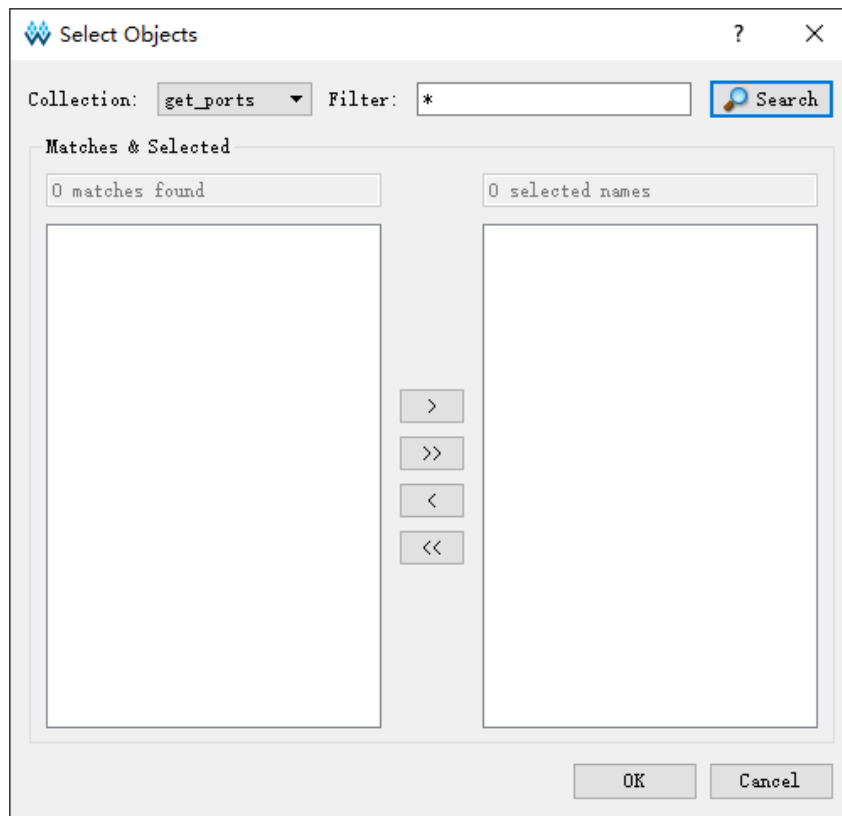 Select Objects ? ×
Collection: get_ports Filter: * Search
Matches & Selected
0 matches found 0 selected names
>
>>
<
<<
OK Cancel